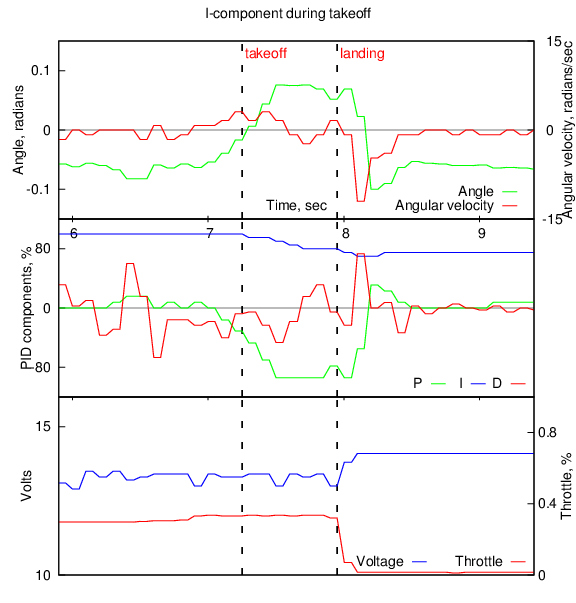 I-component during takeoff
takeoff
landing
15
0.1
0
0
-0.1
-15
Angle, radians
Angular velocity, radians/sec
Angle
Angular velocity
Time, sec
6
7
8
9
80
0
-80
PID components, %
P
I
D
15
10
Volts
0.8
0.4
0
Throttle, %
Voltage
Throttle